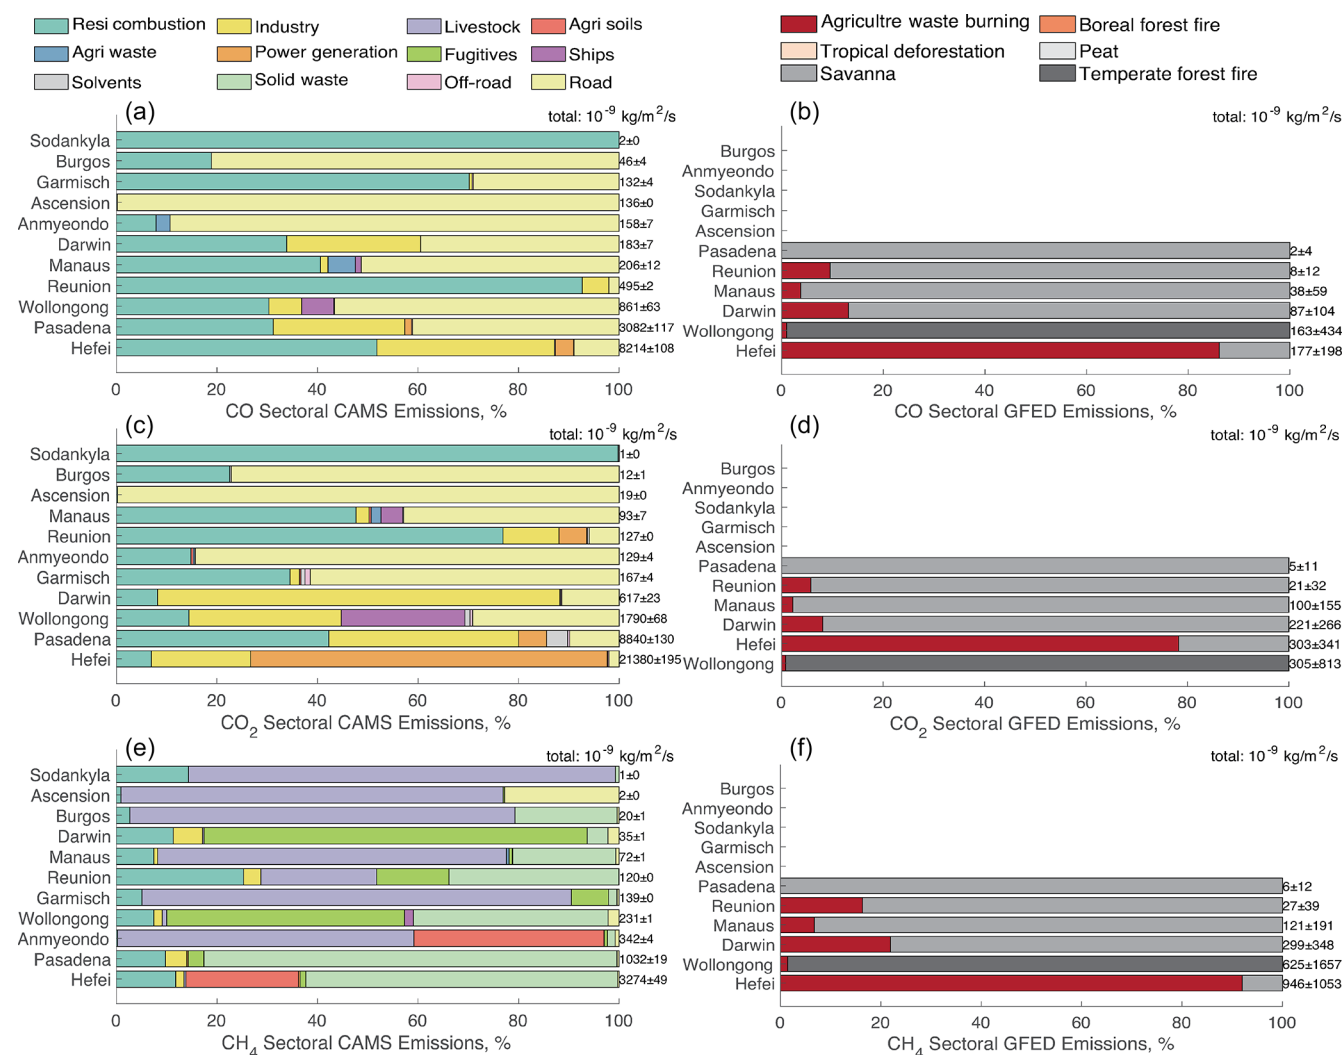 Resi combustion Industry Livestock Agri soils
Agri waste Power generation Fugitives Ships
Solvents Solid waste Off-road Road
Agricultre waste burning Boreal forest fire
Tropical deforestation Peat
Savanna Temperate forest fire
(a)
total: 10⁻⁹ kg/m²/s
Sodankyla 2±0
Burgos 46±4
Garmisch 132±4
Ascension 136±0
Anmyeondo 158±7
Darwin 183±7
Manaus 206±12
Reunion 495±2
Wollongong 861±63
Pasadena 3082±117
Hefei 8214±108
0 20 40 60 80 100
CO Sectoral CAMS Emissions, %
(b)
total: 10⁻⁹ kg/m²/s
Burgos
Anmyeondo
Sodankyla
Garmisch
Ascension
Pasadena 2±4
Reunion 8±12
Manaus 38±59
Darwin 87±104
Wollongong 163±434
Hefei 177±198
0 20 40 60 80 100
CO Sectoral GFED Emissions, %
(c)
total: 10⁻⁹ kg/m²/s
Sodankyla 1±0
Burgos 12±1
Ascension 19±0
Manaus 93±7
Reunion 127±0
Anmyeondo 129±4
Garmisch 167±4
Darwin 617±23
Wollongong 1790±68
Pasadena 8840±130
Hefei 21380±195
0 20 40 60 80 100
CO₂ Sectoral CAMS Emissions, %
(d)
total: 10⁻⁹ kg/m²/s
Burgos
Anmyeondo
Sodankyla
Garmisch
Ascension
Pasadena 5±11
Reunion 21±32
Manaus 100±155
Darwin 221±266
Hefei 303±341
Wollongong 305±813
0 20 40 60 80 100
CO₂ Sectoral GFED Emissions, %
(e)
total: 10⁻⁹ kg/m²/s
Sodankyla 1±0
Ascension 2±0
Burgos 20±1
Darwin 35±1
Manaus 72±1
Reunion 120±0
Garmisch 139±0
Wollongong 231±1
Anmyeondo 342±4
Pasadena 1032±19
Hefei 3274±49
0 20 40 60 80 100
CH₄ Sectoral CAMS Emissions, %
(f)
total: 10⁻⁹ kg/m²/s
Burgos
Anmyeondo
Sodankyla
Garmisch
Ascension
Pasadena 6±12
Reunion 27±39
Manaus 121±191
Darwin 299±348
Wollongong 625±1657
Hefei 946±1053
0 20 40 60 80 100
CH₄ Sectoral GFED Emissions, %